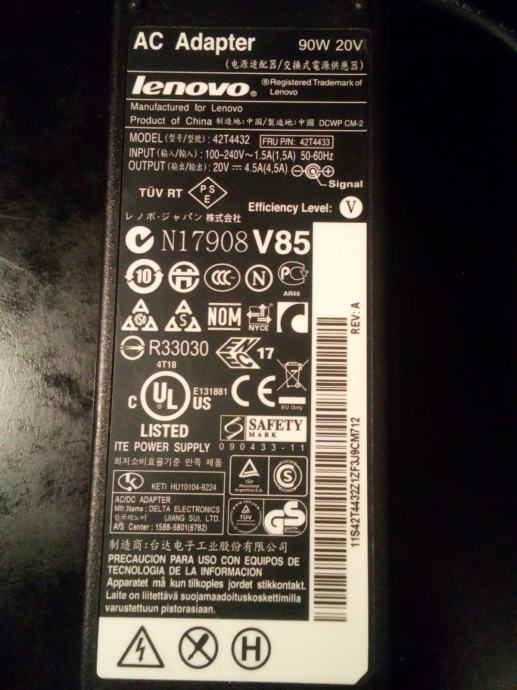 AC Adapter 90W 20V
(电源适配器/交換式電源供應器)
lenovo® ®Registered Trademark of
Lenovo
Manufactured for Lenovo
Product of China 制造地:中国/製造地:中國 DCWP CM-2
MODEL (型号/型號) : 42T4432 FRU P/N: 42T4433
INPUT (输入/輸入) : 100-240V~1.5A(1,5A) 50-60Hz
OUTPUT (输出/輸出) : 20V 4.5A(4,5A)
Signal
TÜV RT PSE Efficiency Level: V
レノボ・ジャパン 株式会社
N17908 V85
10 CCC N
AR46
S NOM NYCE
R33030 17
4T18
C UL US E131881 CE
EU Only
LISTED SAFETY
MARK
ITE POWER SUPPLY 090433-11
최저소비효율기준 만족 제품
KETI HU10104-9224 TÜV
Rheinland
Argentina S.A. S
AC/DC ADAPTER
Mfr.Name : DELTA ELECTRONICS
(JIANG SU), LTD.
A/S Center : 1588-5801(6782)
TÜV GS
制造商:台达电子工业股份有限公司
PRECAUCION PARA USO CON EQUIPOS DE
TECNOLOGIA DE LA INFORMACION
Apparatet må kun tilkoples jordet stikkontakt.
Laite on liitettävä suojamaadoituskoskettimilla
varustettuun pistorasiaan.
H
REV: A
11S42T4432Z1ZF3J9CM712